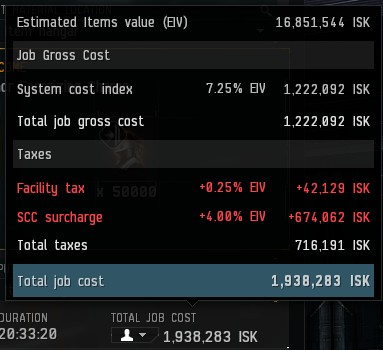 Estimated Items value (EIV) 16,851,544 ISK
Job Gross Cost
System cost index 7.25% EIV 1,222,092 ISK
Total job gross cost 1,222,092 ISK
Taxes
Facility tax +0.25% EIV +42,129 ISK
x 50000
SCC surcharge +4.00% EIV +674,062 ISK
Total taxes 716,191 ISK
Total job cost 1,938,283 ISK
DURATION TOTAL JOB COST
20:33:20 1,938,283 ISK